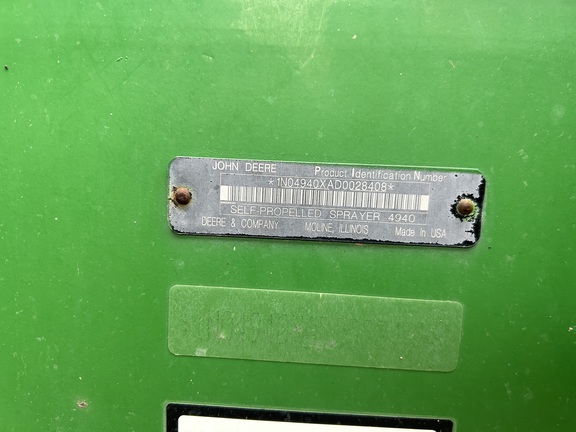 JOHN DEERE Product Identification Number
*1N04940XAD0028408*
SELF-PROPELLED SPRAYER 4940
DEERE & COMPANY MOLINE, ILLINOIS Made in USA